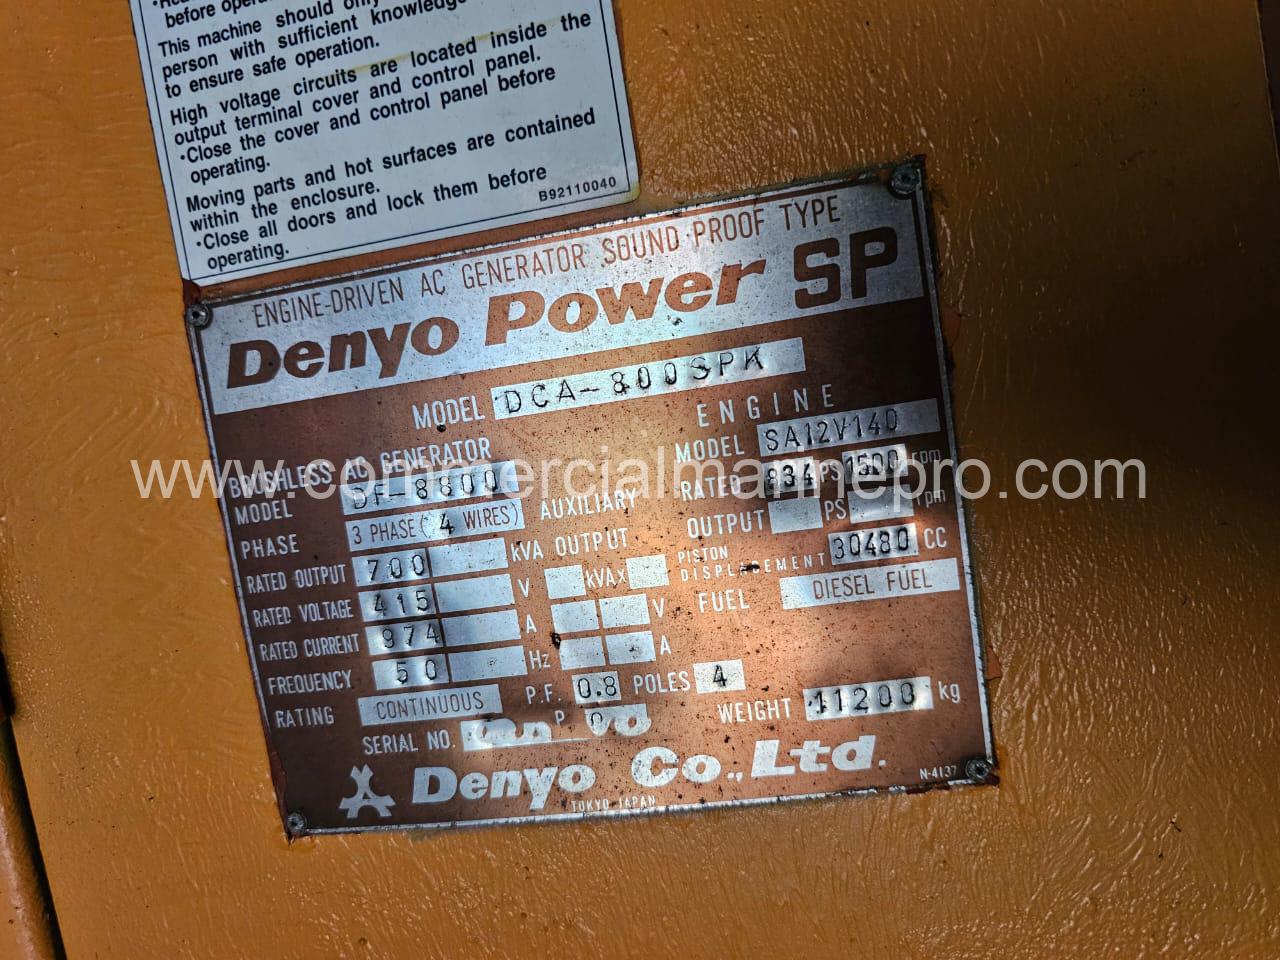 before opera
This machine should only
person with sufficient knowledge
to ensure safe operation.
High voltage circuits are located inside the
output terminal cover and control panel.
•Close the cover and control panel before
operating.
Moving parts and hot surfaces are contained
within the enclosure.
•Close all doors and lock them before
operating.
B92110040
ENGINE-DRIVEN AC GENERATOR SOUND PROOF TYPE
Denyo Power SP
MODEL DCA-800SPK
BRUSHLESS AC GENERATOR
MODEL DF-8800
PHASE 3 PHASE( 4 WIRES)
RATED OUTPUT 700 kVA
RATED VOLTAGE 415 V
RATED CURRENT 974 A
FREQUENCY 50 Hz
RATING CONTINUOUS P.F. 0.8 POLES 4
SERIAL NO.
AUXILIARY
OUTPUT
kVAx
V
A
ENGINE
MODEL SA12V140
RATED 834 PS 1500 rpm
OUTPUT PS rpm
PISTON
DISPLACEMENT 30480 CC
FUEL DIESEL FUEL
WEIGHT 11200 kg
Denyo Co., Ltd.
TOKYO JAPAN
N-4137
www.commercialmarinepro.com